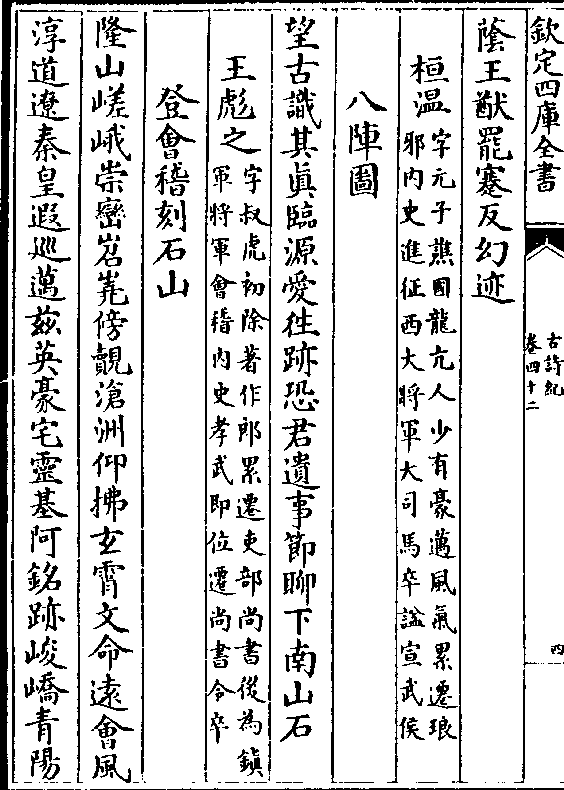 欽定四庫全書
古詩紀
卷四十二
四
蔭王猷罷蹇反幻迹
桓温
字元子譙國龍亢人少有豪邁風氣累遷琅
邪內史進征西大將軍大司馬卒諡宣武侯
八陣圖
望古識其真臨源愛往跡恐君遺事節聊下南山石
王彪之
字叔虎初除著作郎累遷吏部尚書後為鎮
軍將軍會稽內史孝武即位遷尚書令卒
登會稽刻石山
隆山嵯峨崇巒岧嶤傍覿滄洲仰拂玄霄文命遠會風
淳道遼秦皇遐巡邁茲英豪宅靈基阿銘跡峻嶠青陽